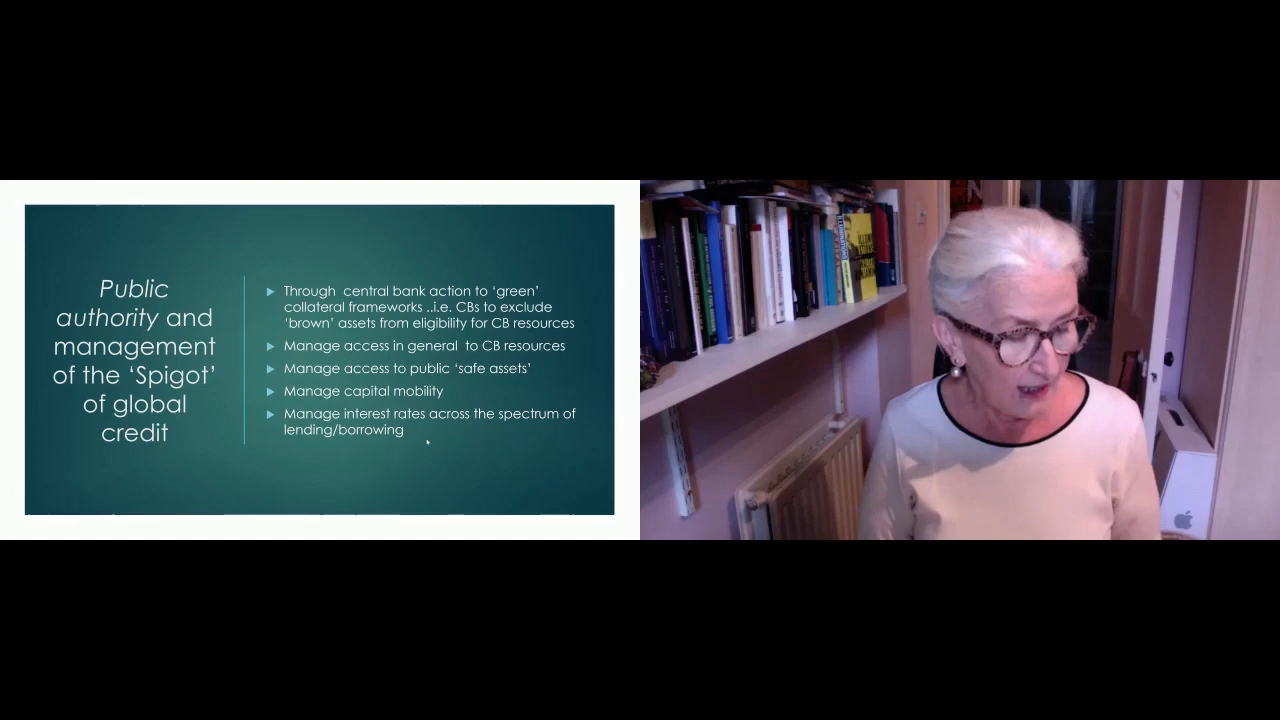 Public
authority and
management
of the ‘Spigot’
of global
credit
Through  central bank action to ‘green’
collateral frameworks ..i.e. CBs to exclude
‘brown’ assets from eligibility for CB resources
Manage access in general  to CB resources
Manage access to public ‘safe assets’
Manage capital mobility
Manage interest rates across the spectrum of
lending/borrowing